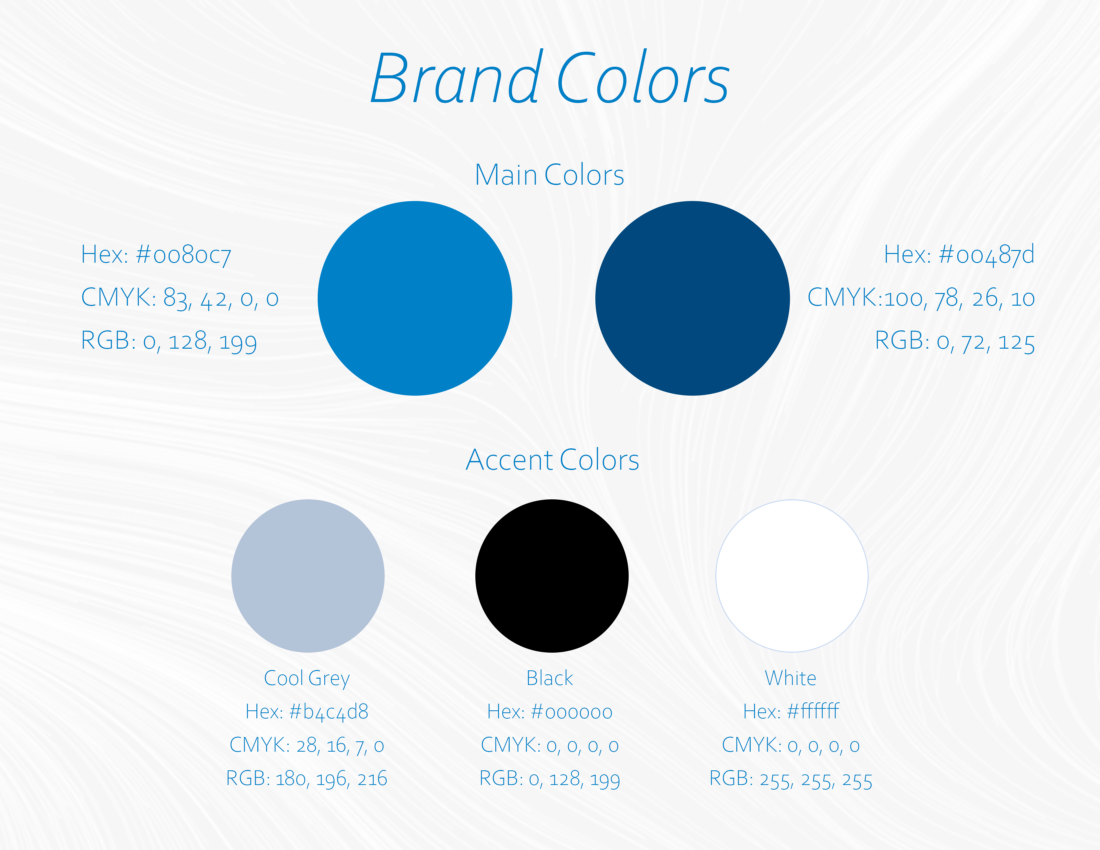 Brand Colors
Main Colors
Hex: #0080c7
CMYK: 83, 42, 0, 0
RGB: 0, 128, 199
Hex: #00487d
CMYK:100, 78, 26, 10
RGB: 0, 72, 125
Accent Colors
Cool Grey
Hex: #b4c4d8
CMYK: 28, 16, 7, 0
RGB: 180, 196, 216
Black
Hex: #000000
CMYK: 0, 0, 0, 0
RGB: 0, 128, 199
White
Hex: #ffffff
CMYK: 0, 0, 0, 0
RGB: 255, 255, 255